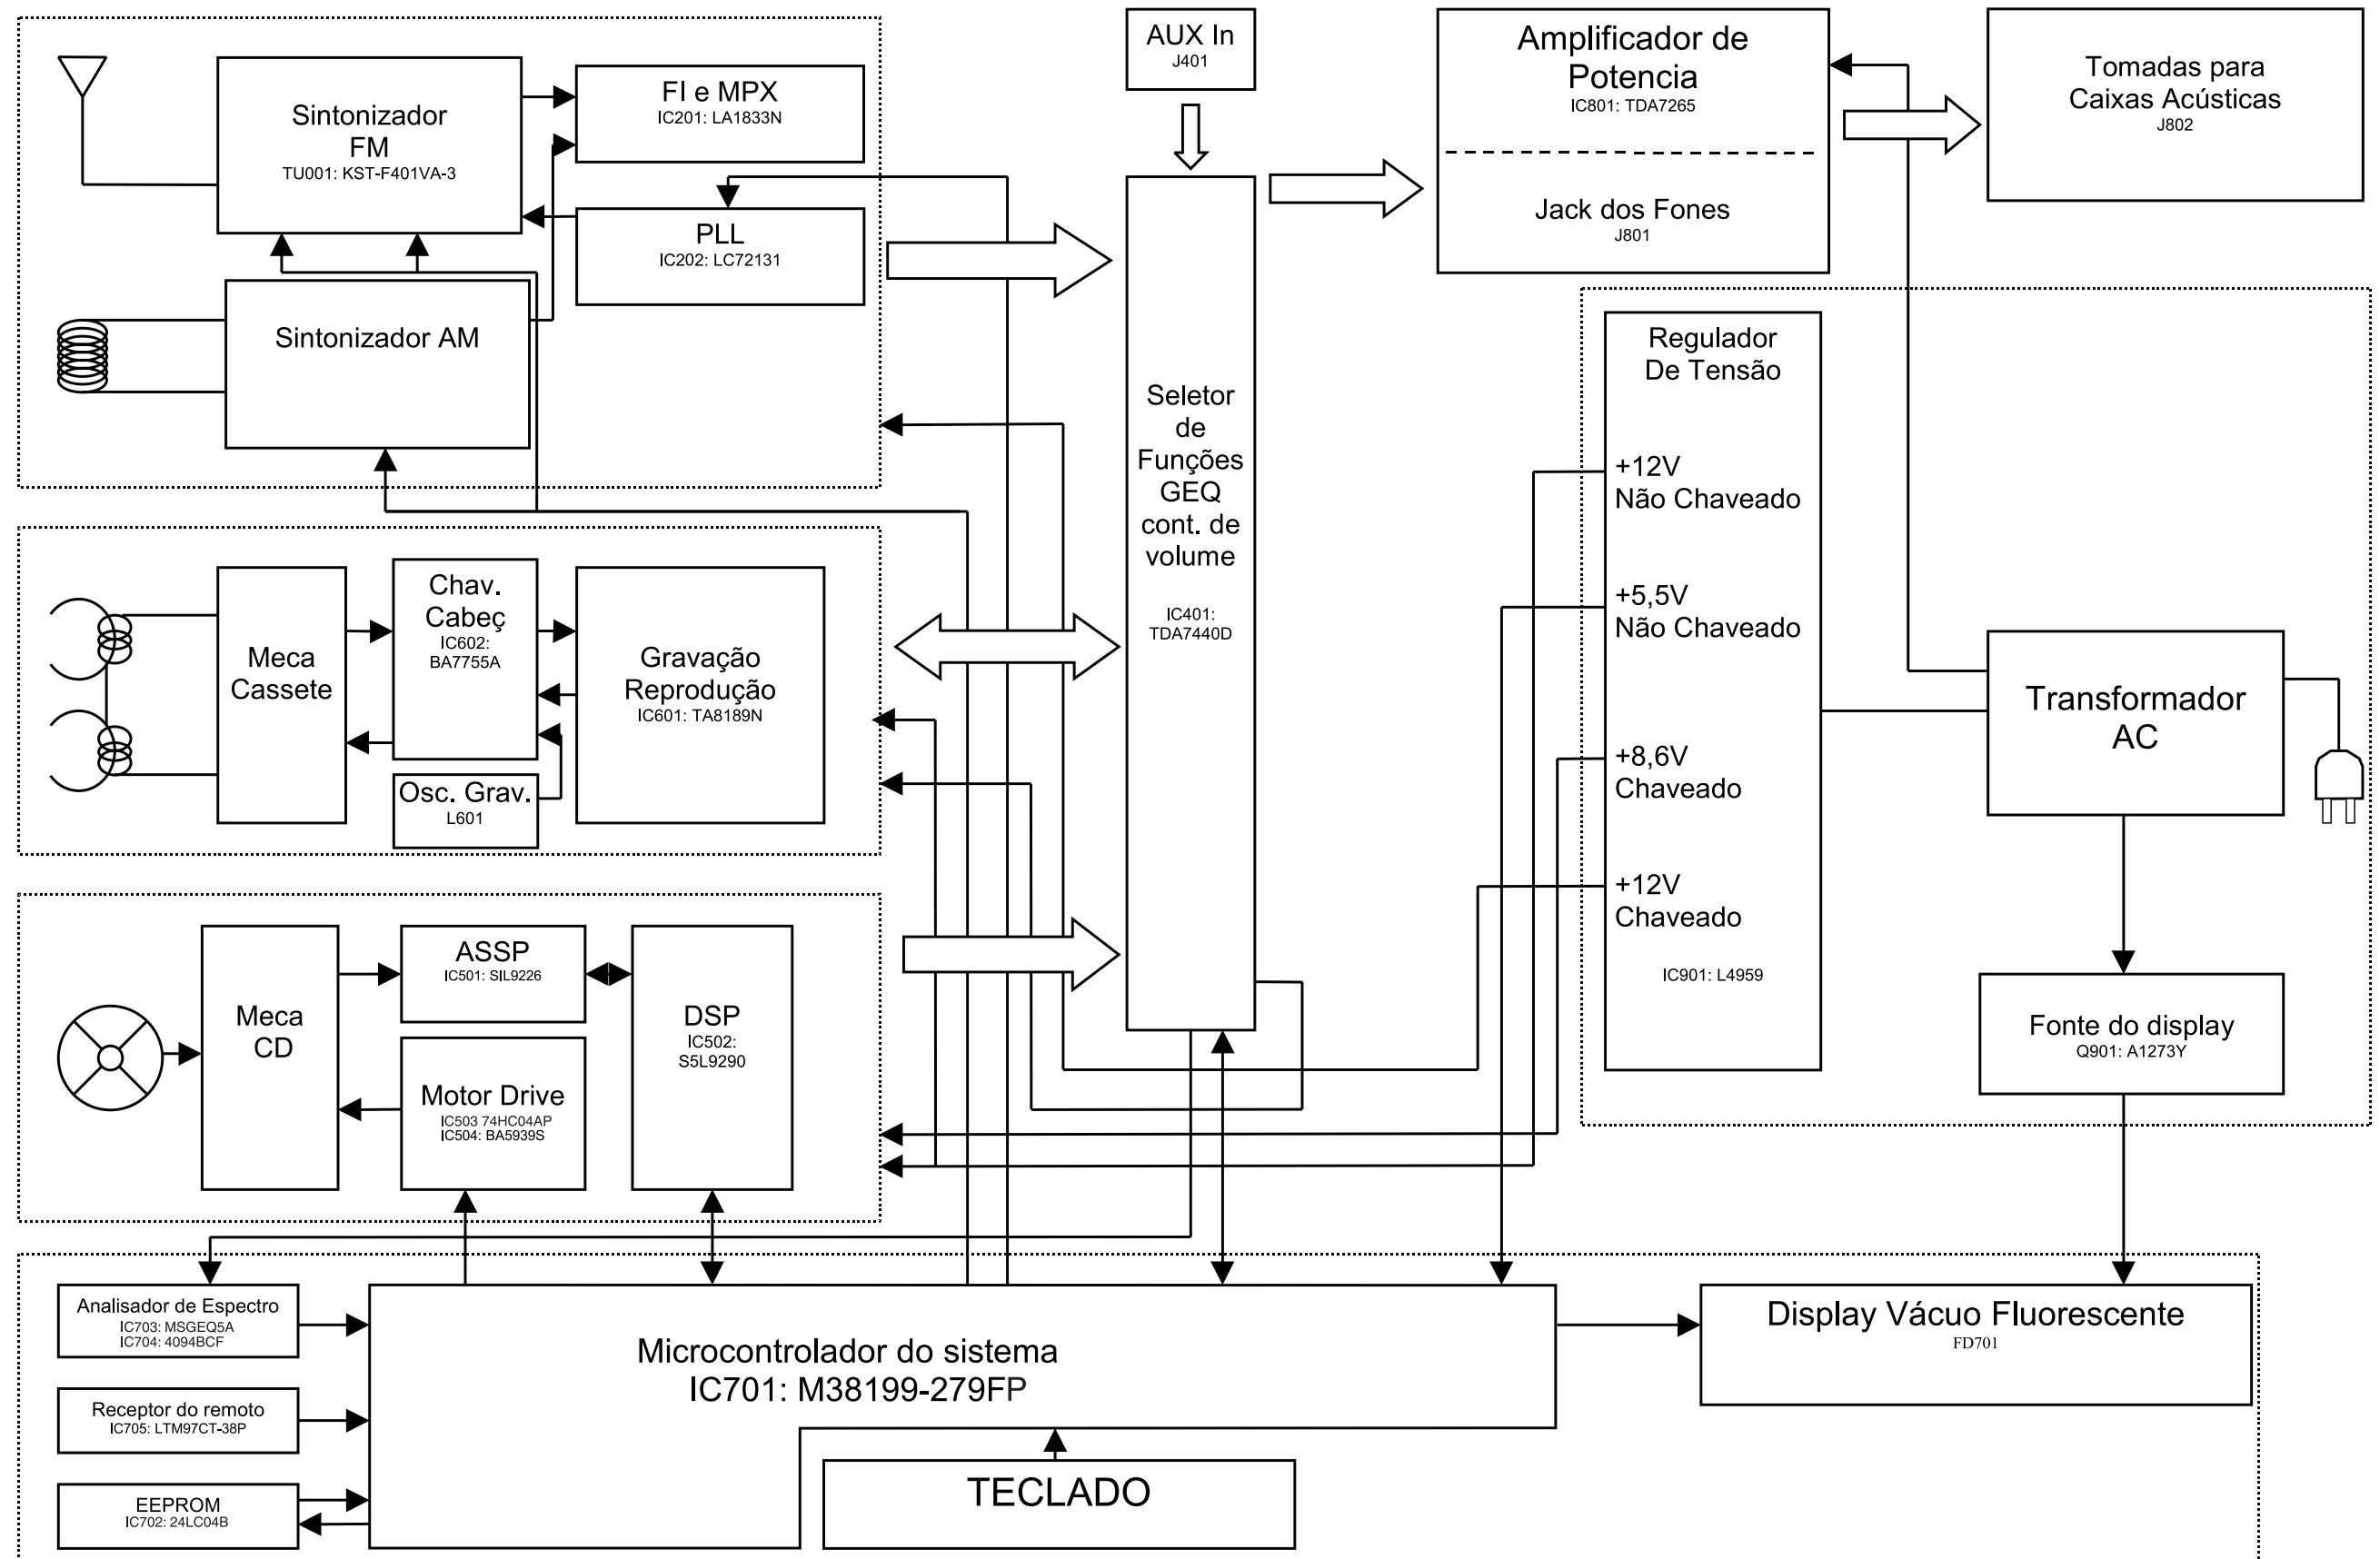 Sintonizador
FM
TU001: KST-F401VA-3
FI e MPX
IC201: LA1833N
PLL
IC202: LC72131
Sintonizador AM
AUX In
J401
Amplificador de
Potencia
IC801: TDA7265
Jack dos Fones
J801
Tomadas para
Caixas Acústicas
J802
Seletor
de
Funções
GEQ
cont. de
volume
IC401:
TDA7440D
Regulador
De Tensão
+12V
Não Chaveado
+5,5V
Não Chaveado
+8,6V
Chaveado
+12V
Chaveado
IC901: L4959
Transformador
AC
Fonte do display
Q901: A1273Y
Meca
Cassete
Chav.
Cabeç
IC602:
BA7755A
Osc. Grav.
L601
Gravação
Reprodução
IC601: TA8189N
Meca
CD
ASSP
IC501: SIL9226
Motor Drive
IC503 74HC04AP
IC504: BA5939S
DSP
IC502:
S5L9290
Analisador de Espectro
IC703: MSGEQ5A
IC704: 4094BCF
Receptor do remoto
IC705: LTM97CT-38P
EEPROM
IC702: 24LC04B
Microcontrolador do sistema
IC701: M38199-279FP
TECLADO
Display Vácuo Fluorescente
FD701